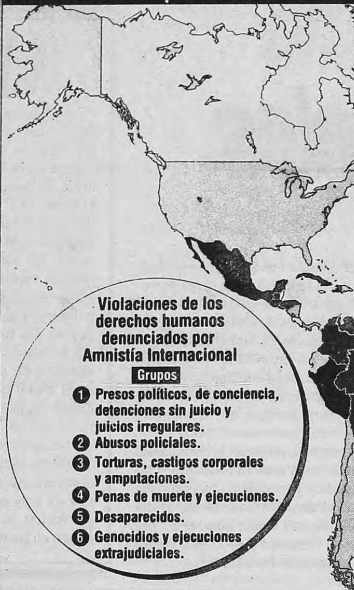 Violaciones de los
derechos humanos
denunciados por
Amnistía Internacional
Grupos
1 Presos políticos, de conciencia,
detenciones sin juicio y
juicios irregulares.
2 Abusos policiales.
3 Torturas, castigos corporales
y amputaciones.
4 Penas de muerte y ejecuciones.
5 Desaparecidos.
6 Genocidios y ejecuciones
extrajudiciales.